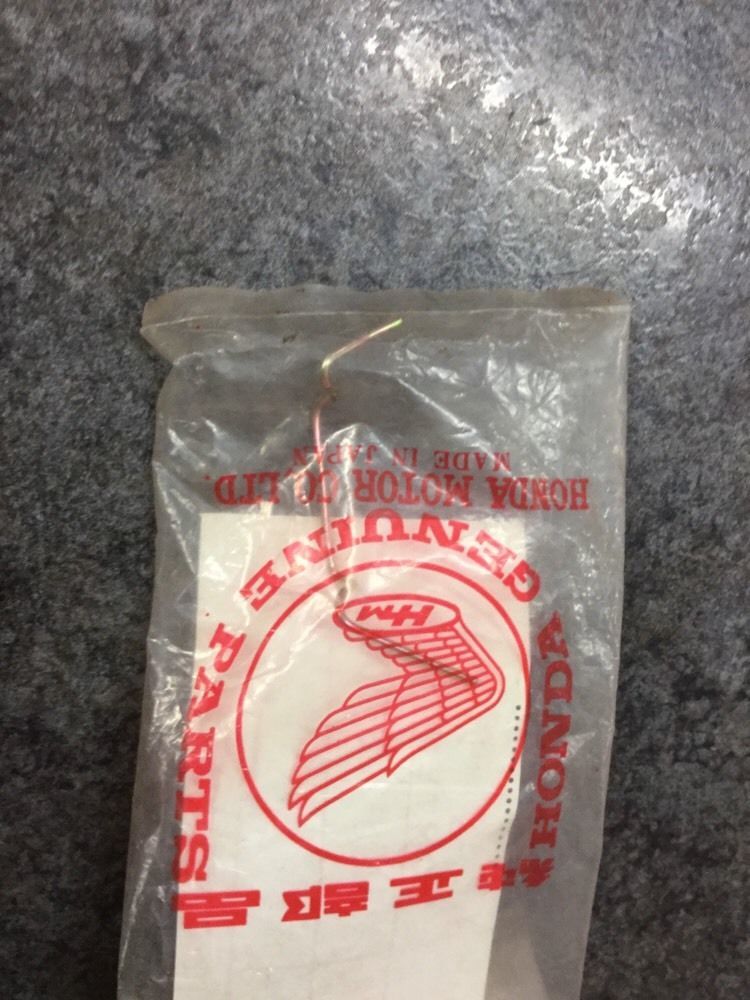 純正部品
HONDA GENUINE PARTS
HM
HONDA MOTOR CO., LTD.
MADE IN JAPAN